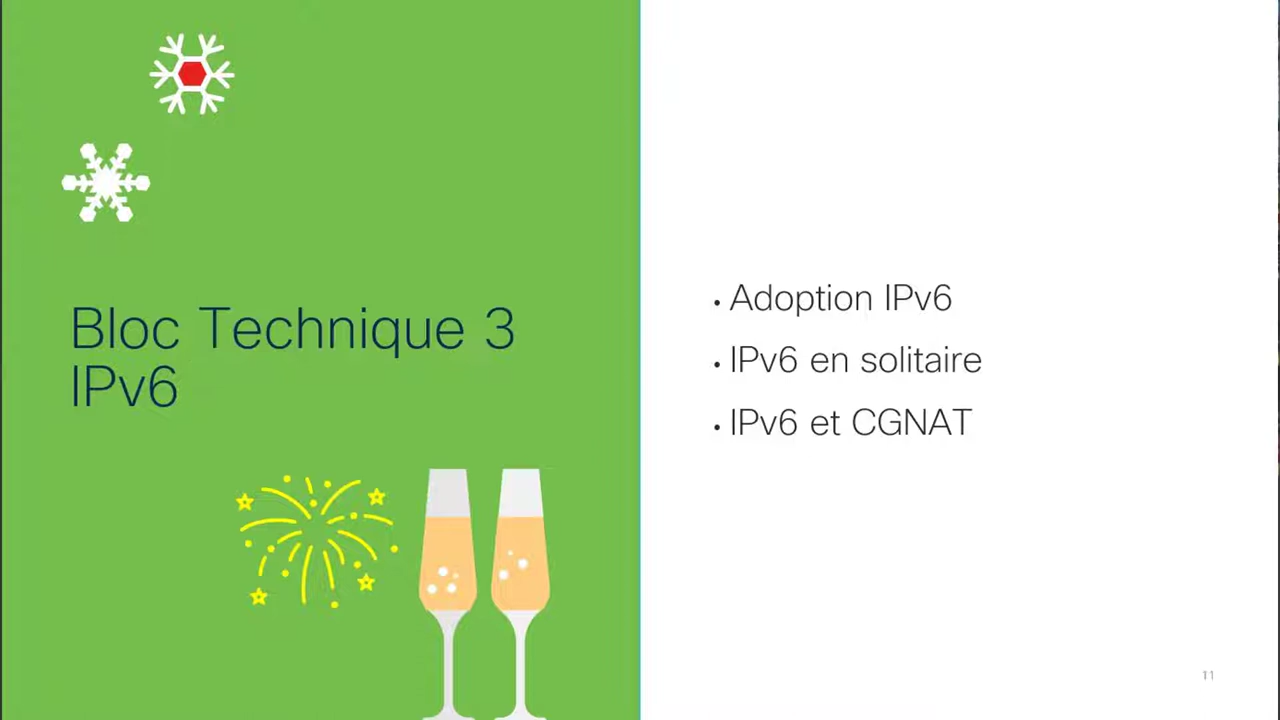 Bloc Technique 3
IPv6
• Adoption IPv6
• IPv6 en solitaire
• IPv6 et CGNAT
11